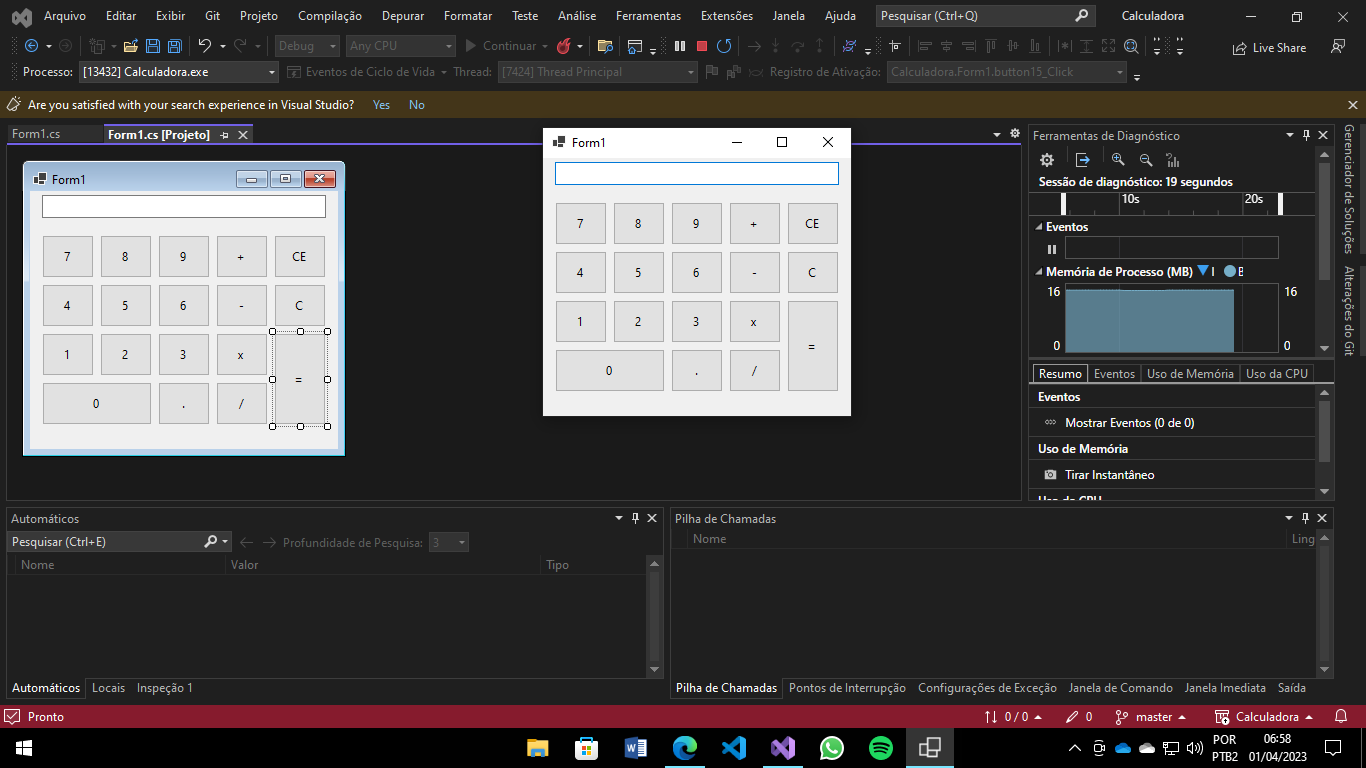 Arquivo Editar Exibir Git Projeto Compilação Depurar Formatar Teste Análise Ferramentas Extensões Janela Ajuda Pesquisar (Ctrl+Q) Calculadora
Debug Any CPU Continuar Live Share
Processo: [13432] Calculadora.exe Eventos de Ciclo de Vida Thread: [7424] Thread Principal Registro de Ativação: Calculadora.Form1.button15_Click
Are you satisfied with your search experience in Visual Studio? Yes No
Form1.cs Form1.cs [Projeto]
Form1
7 8 9 + CE
4 5 6 - C
1 2 3 x
=
0 . /
Form1
7 8 9 + CE
4 5 6 - C
1 2 3 x
=
0 . /
Ferramentas de Diagnóstico
Sessão de diagnóstico: 19 segundos
10s 20s
Eventos
Memória de Processo (MB) I B
16 16
0 0
Resumo Eventos Uso de Memória Uso da CPU
Eventos
Mostrar Eventos (0 de 0)
Uso de Memória
Tirar Instantâneo
Uso da CPU
Gerenciador de Soluções
Alterações do Git
Automáticos
Pesquisar (Ctrl+E) Profundidade de Pesquisa: 3
Nome Valor Tipo
Automáticos Locais Inspeção 1
Pilha de Chamadas
Nome Ling
Pilha de Chamadas Pontos de Interrupção Configurações de Exceção Janela de Comando Janela Imediata Saída
Pronto 0 / 0 0 master Calculadora
POR 06:58
PTB2 01/04/2023